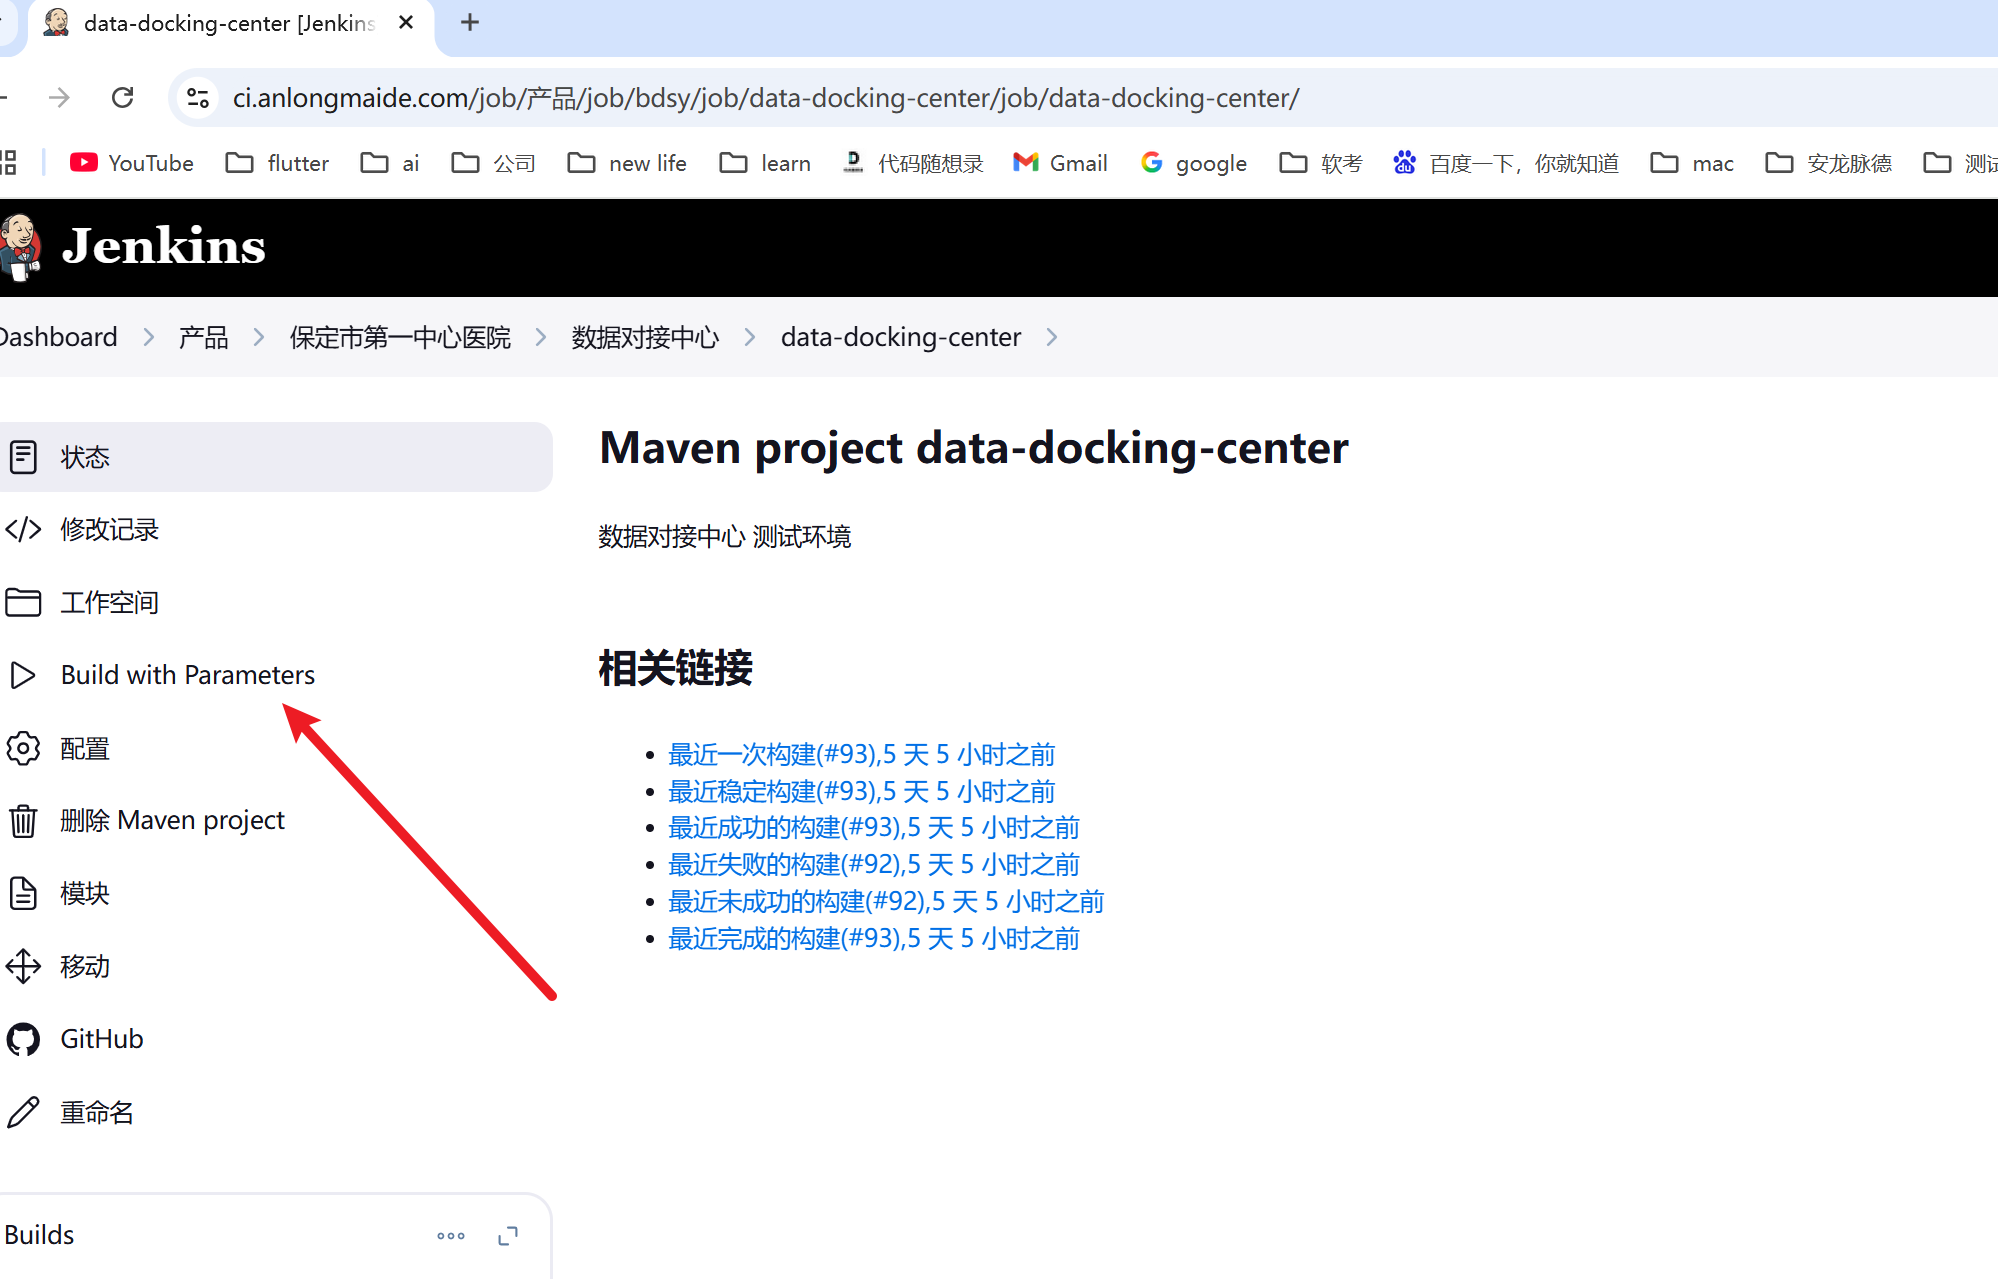 data-docking-center [Jenkins
ci.anlongmaide.com/job/产品/job/bdsy/job/data-docking-center/job/data-docking-center/
YouTube flutter ai 公司 new life learn 代码随想录 Gmail google 软考 百度一下，你就知道 mac 安龙脉德 测试
Jenkins
Dashboard 产品 保定市第一中心医院 数据对接中心 data-docking-center
状态
修改记录
工作空间
Build with Parameters
配置
删除 Maven project
模块
移动
GitHub
重命名
Builds
Maven project data-docking-center
数据对接中心 测试环境
相关链接
最近一次构建(#93),5 天 5 小时之前
最近稳定构建(#93),5 天 5 小时之前
最近成功的构建(#93),5 天 5 小时之前
最近失败的构建(#92),5 天 5 小时之前
最近未成功的构建(#92),5 天 5 小时之前
最近完成的构建(#93),5 天 5 小时之前